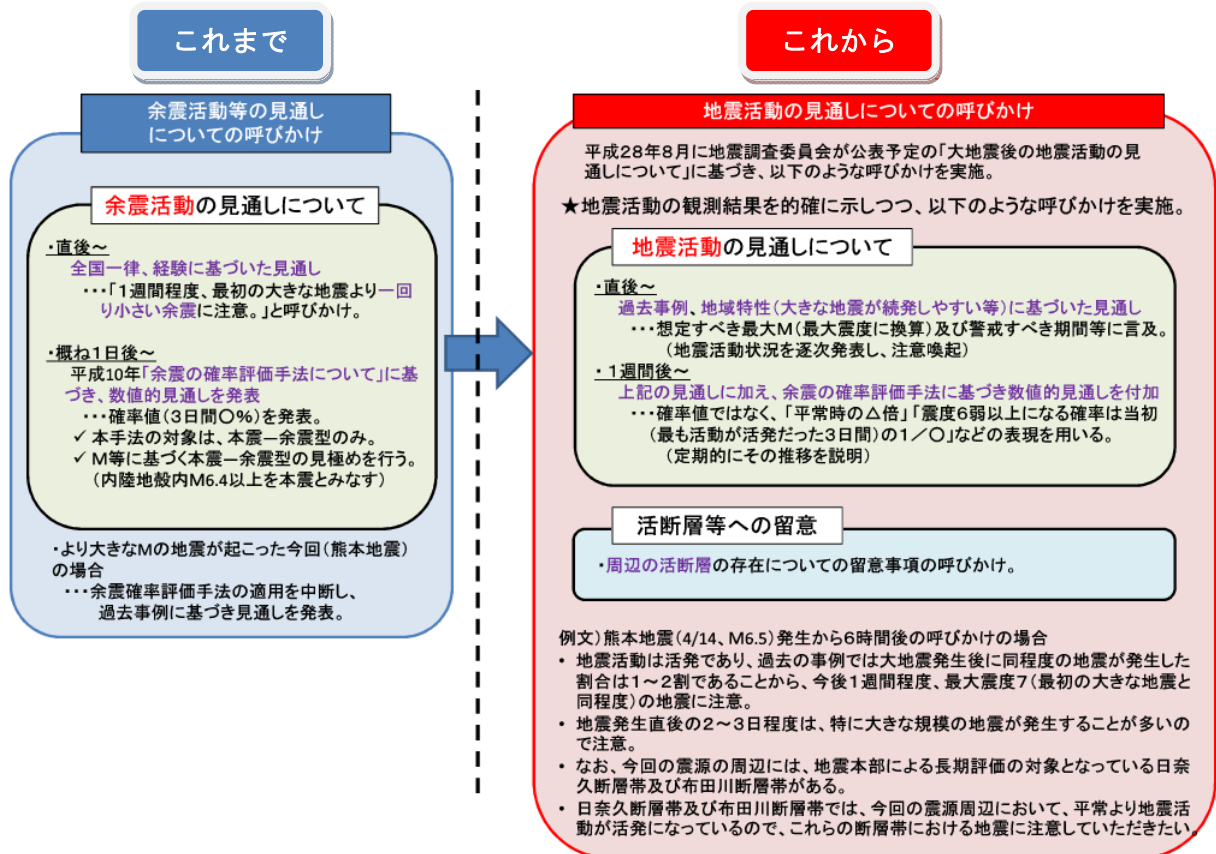 これまで
余震活動等の見通し
についての呼びかけ
余震活動の見通しについて
・直後～
全国一律、経験に基づいた見通し
・・・「１週間程度、最初の大きな地震より一回
り小さい余震に注意。」と呼びかけ。
・概ね１日後～
平成10年「余震の確率評価手法について」に基
づき、数値的見通しを発表
・・・確率値（３日間〇％）を発表。
✓ 本手法の対象は、本震－余震型のみ。
✓ Ｍ等に基づく本震－余震型の見極めを行う。
（内陸地殻内M6.4以上を本震とみなす）
・より大きなＭの地震が起こった今回（熊本地震）
の場合
・・・余震確率評価手法の適用を中断し、
過去事例に基づき見通しを発表。
これから
地震活動の見通しについての呼びかけ
平成２８年８月に地震調査委員会が公表予定の「大地震後の地震活動の見
通しについて」に基づき、以下のような呼びかけを実施。
★地震活動の観測結果を的確に示しつつ、以下のような呼びかけを実施。
地震活動の見通しについて
・直後～
過去事例、地域特性（大きな地震が続発しやすい等）に基づいた見通し
・・・想定すべき最大Ｍ（最大震度に換算）及び警戒すべき期間等に言及。
（地震活動状況を逐次発表し、注意喚起）
・１週間後～
上記の見通しに加え、余震の確率評価手法に基づき数値的見通しを付加
・・・確率値ではなく、「平常時の△倍」「震度６弱以上になる確率は当初
（最も活動が活発だった３日間）の１／〇」などの表現を用いる。
（定期的にその推移を説明）
活断層等への留意
・周辺の活断層の存在についての留意事項の呼びかけ。
例文）熊本地震（4/14、M6.5）発生から６時間後の呼びかけの場合
• 地震活動は活発であり、過去の事例では大地震発生後に同程度の地震が発生した
割合は１～２割であることから、今後１週間程度、最大震度７（最初の大きな地震と
同程度）の地震に注意。
• 地震発生直後の２～３日程度は、特に大きな規模の地震が発生することが多いの
で注意。
• なお、今回の震源の周辺には、地震本部による長期評価の対象となっている日奈
久断層帯及び布田川断層帯がある。
• 日奈久断層帯及び布田川断層帯では、今回の震源周辺において、平常より地震活
動が活発になっているので、これらの断層帯における地震に注意していただきたい。